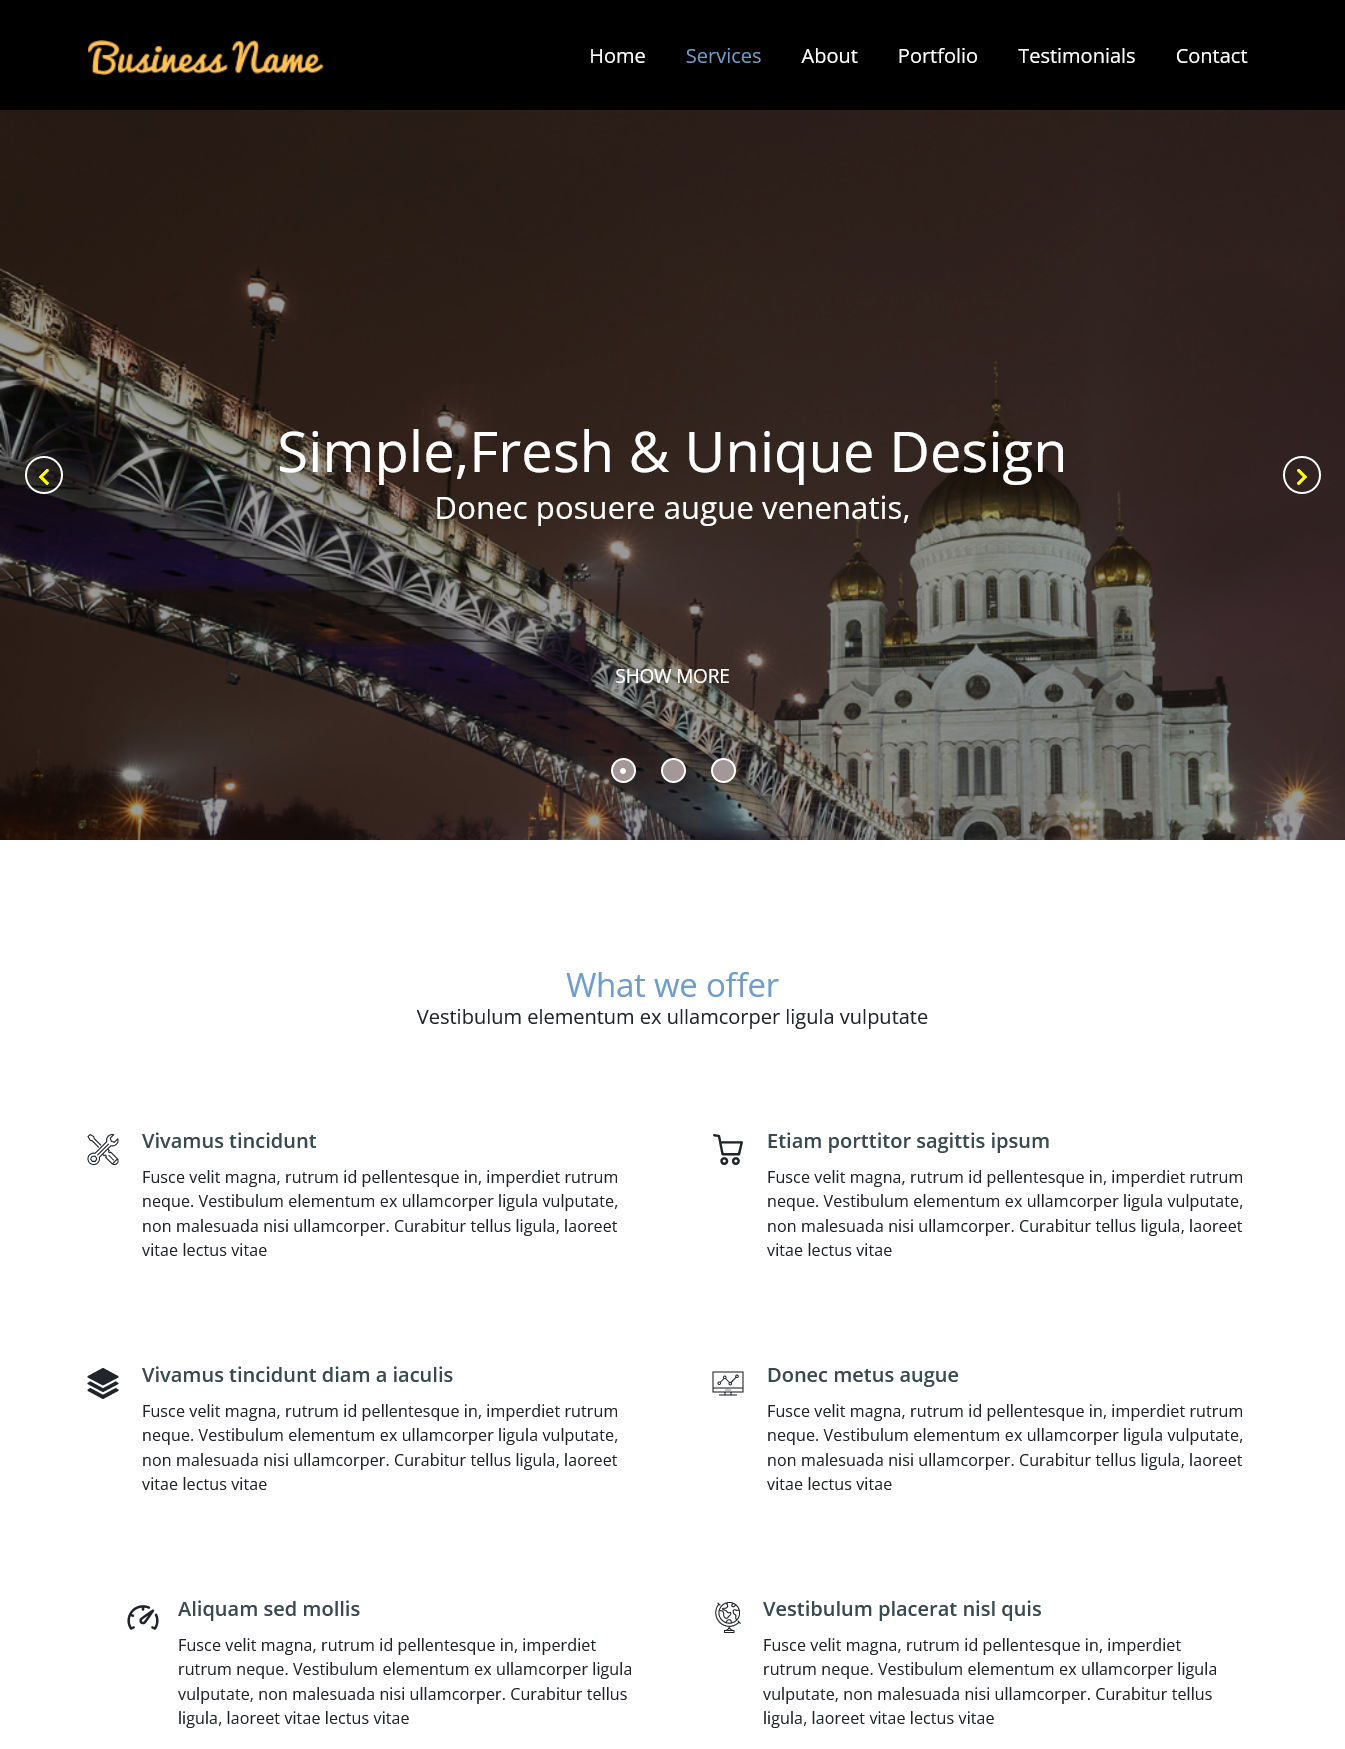 Business Name
Home Services About Portfolio Testimonials Contact
Simple,Fresh & Unique Design
Donec posuere augue venenatis,
SHOW MORE
What we offer
Vestibulum elementum ex ullamcorper ligula vulputate
Vivamus tincidunt
Fusce velit magna, rutrum id pellentesque in, imperdiet rutrum
neque. Vestibulum elementum ex ullamcorper ligula vulputate,
non malesuada nisi ullamcorper. Curabitur tellus ligula, laoreet
vitae lectus vitae
Etiam porttitor sagittis ipsum
Fusce velit magna, rutrum id pellentesque in, imperdiet rutrum
neque. Vestibulum elementum ex ullamcorper ligula vulputate,
non malesuada nisi ullamcorper. Curabitur tellus ligula, laoreet
vitae lectus vitae
Vivamus tincidunt diam a iaculis
Fusce velit magna, rutrum id pellentesque in, imperdiet rutrum
neque. Vestibulum elementum ex ullamcorper ligula vulputate,
non malesuada nisi ullamcorper. Curabitur tellus ligula, laoreet
vitae lectus vitae
Donec metus augue
Fusce velit magna, rutrum id pellentesque in, imperdiet rutrum
neque. Vestibulum elementum ex ullamcorper ligula vulputate,
non malesuada nisi ullamcorper. Curabitur tellus ligula, laoreet
vitae lectus vitae
Aliquam sed mollis
Fusce velit magna, rutrum id pellentesque in, imperdiet
rutrum neque. Vestibulum elementum ex ullamcorper ligula
vulputate, non malesuada nisi ullamcorper. Curabitur tellus
ligula, laoreet vitae lectus vitae
Vestibulum placerat nisl quis
Fusce velit magna, rutrum id pellentesque in, imperdiet
rutrum neque. Vestibulum elementum ex ullamcorper ligula
vulputate, non malesuada nisi ullamcorper. Curabitur tellus
ligula, laoreet vitae lectus vitae